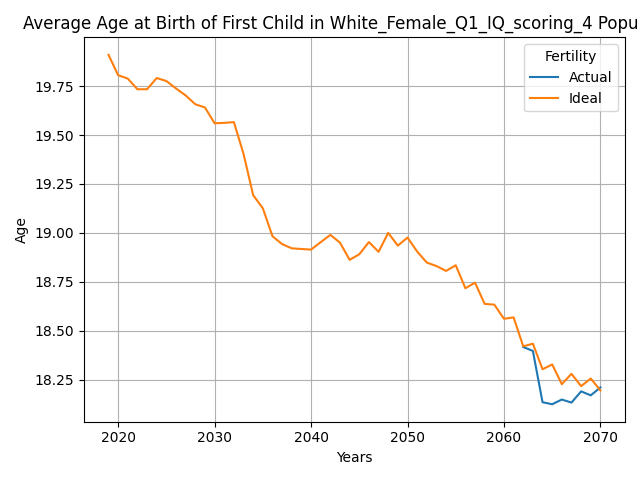 Average Age at Birth of First Child in White_Female_Q1_IQ_scoring_4 Popu
Fertility
Actual
Ideal
19.75
19.50
19.25
19.00
18.75
18.50
18.25
Age
2020 2030 2040 2050 2060 2070
Years